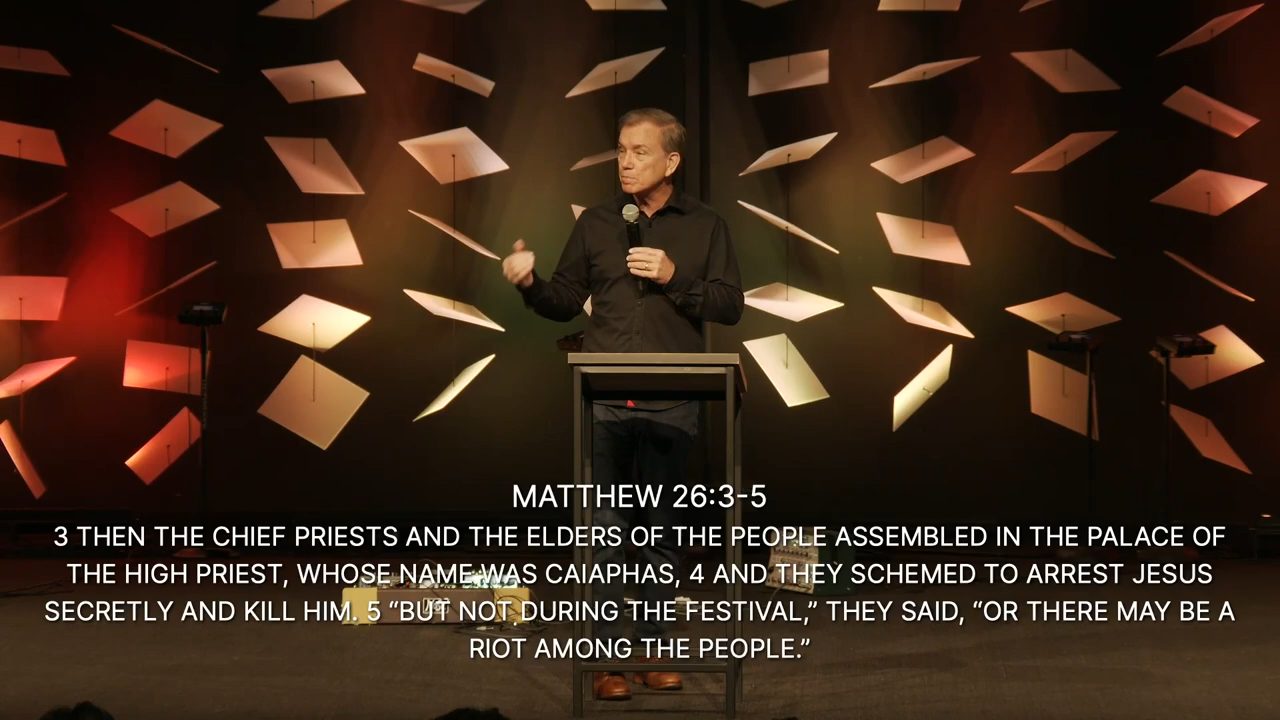 MATTHEW 26:3-5
3 THEN THE CHIEF PRIESTS AND THE ELDERS OF THE PEOPLE ASSEMBLED IN THE PALACE OF
THE HIGH PRIEST, WHOSE NAME WAS CAIAPHAS, 4 AND THEY SCHEMED TO ARREST JESUS
SECRETLY AND KILL HIM. 5 “BUT NOT DURING THE FESTIVAL,” THEY SAID, “OR THERE MAY BE A
RIOT AMONG THE PEOPLE.”